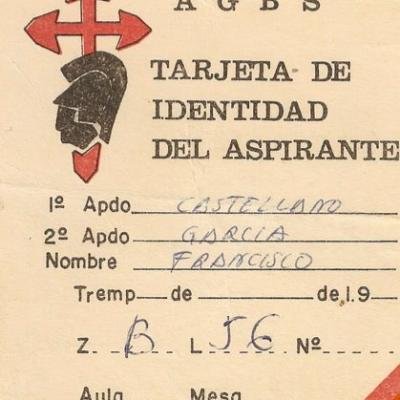 A G B S
TARJETA DE
IDENTIDAD
DEL ASPIRANTE
1º Apdo. CASTELLANO
2º Apdo. GARCIA
Nombre FRANCISCO
Tremp de de 1.9
Z. B L. 56 Nº
Aula Mesa